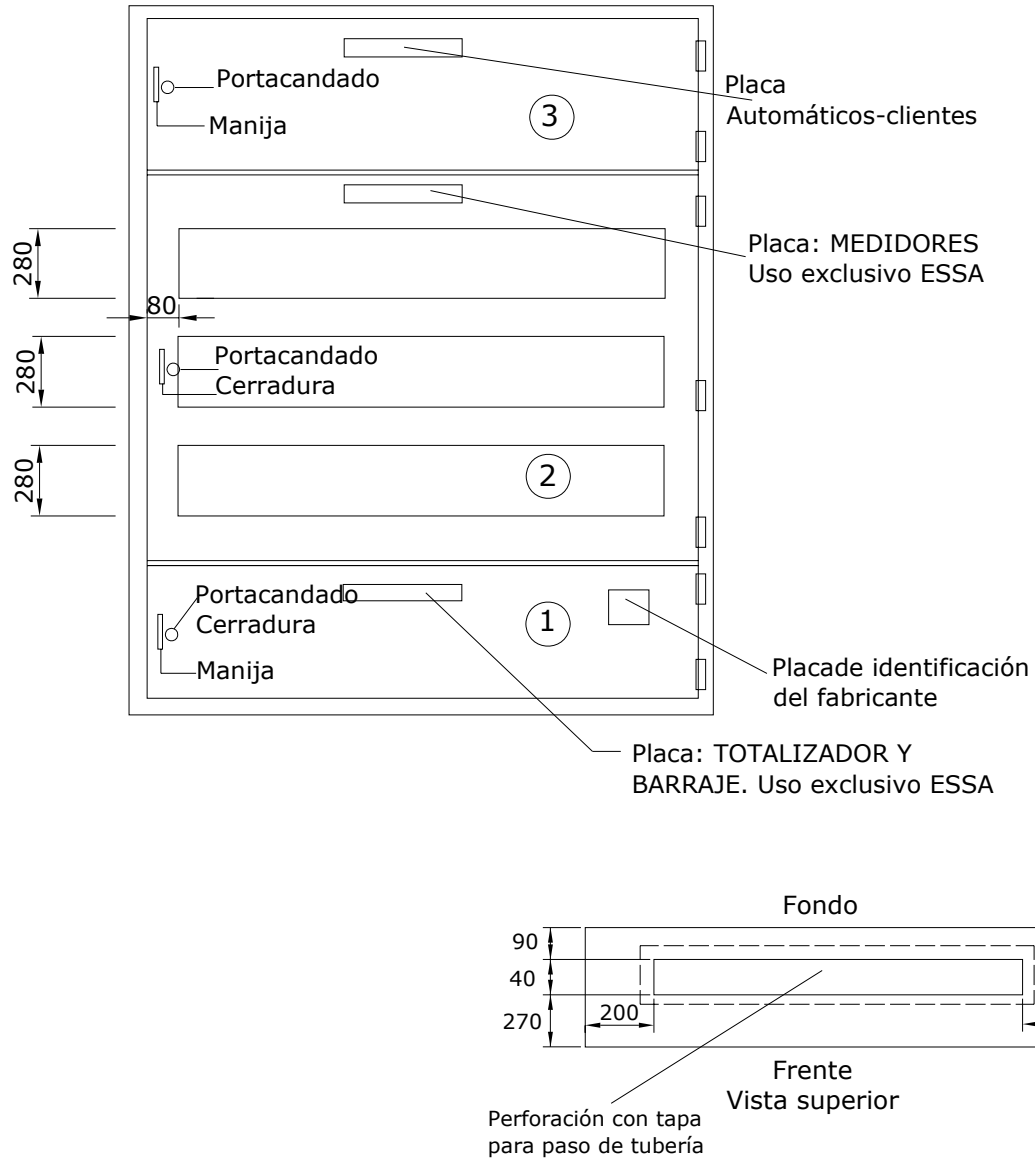 Portacandado
Manija
3
Placa
Automáticos-clientes
Placa: MEDIDORES
Uso exclusivo ESSA
280
80
280
Portacandado
Cerradura
280
2
Portacandado
Cerradura
Manija
1
Placade identificación
del fabricante
Placa: TOTALIZADOR Y
BARRAJE. Uso exclusivo ESSA
Fondo
90
40
270
200
Frente
Vista superior
Perforación con tapa
para paso de tubería